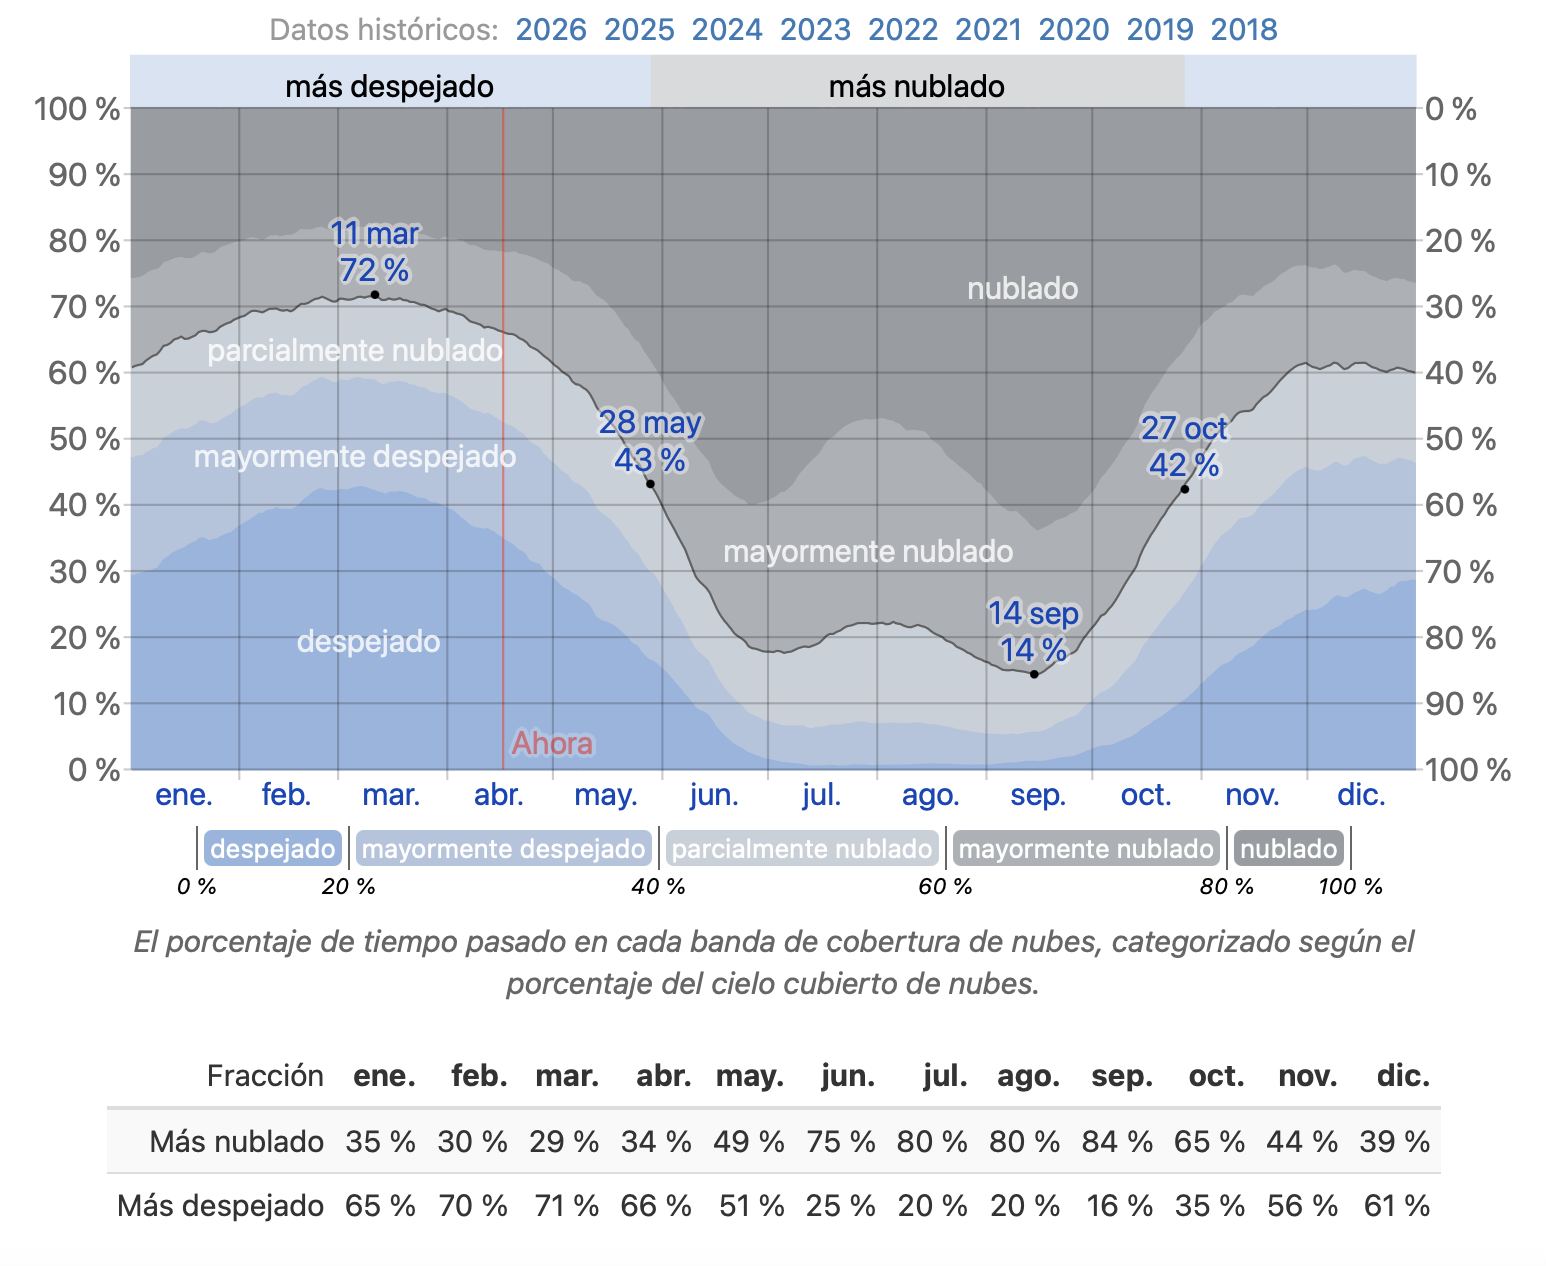 Datos históricos: 2026 2025 2024 2023 2022 2021 2020 2019 2018
más despejado más nublado
100 % 0 %
90 % 10 %
80 % 20 %
70 % 30 %
60 % 40 %
50 % 50 %
40 % 60 %
30 % 70 %
20 % 80 %
10 % 90 %
0 % 100 %
11 mar
72 %
nublado
parcialmente nublado
28 may
43 %
27 oct
42 %
mayormente despejado
mayormente nublado
14 sep
14 %
despejado
Ahora
ene. feb. mar. abr. may. jun. jul. ago. sep. oct. nov. dic.
despejado mayormente despejado parcialmente nublado mayormente nublado nublado
0 % 20 % 40 % 60 % 80 % 100 %
El porcentaje de tiempo pasado en cada banda de cobertura de nubes, categorizado según el
porcentaje del cielo cubierto de nubes.
Fracción ene. feb. mar. abr. may. jun. jul. ago. sep. oct. nov. dic.
Más nublado 35 % 30 % 29 % 34 % 49 % 75 % 80 % 80 % 84 % 65 % 44 % 39 %
Más despejado 65 % 70 % 71 % 66 % 51 % 25 % 20 % 20 % 16 % 35 % 56 % 61 %